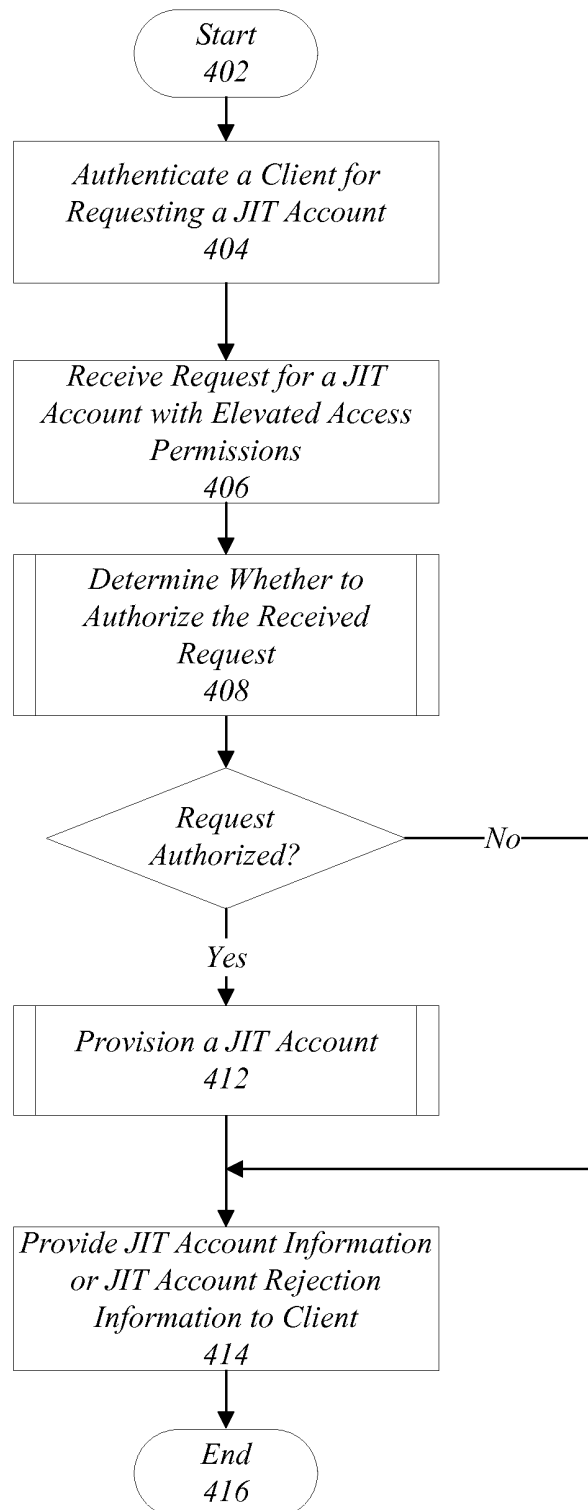 Start
402
Authenticate a Client for
Requesting a JIT Account
404
Receive Request for a JIT
Account with Elevated Access
Permissions
406
Determine Whether to
Authorize the Received
Request
408
Request
Authorized?
No
Yes
Provision a JIT Account
412
Provide JIT Account Information
or JIT Account Rejection
Information to Client
414
End
416